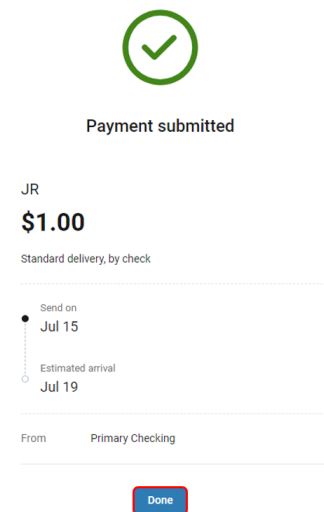 Payment submitted
JR
$1.00
Standard delivery, by check
Send on
Jul 15
Estimated arrival
Jul 19
From Primary Checking
Done